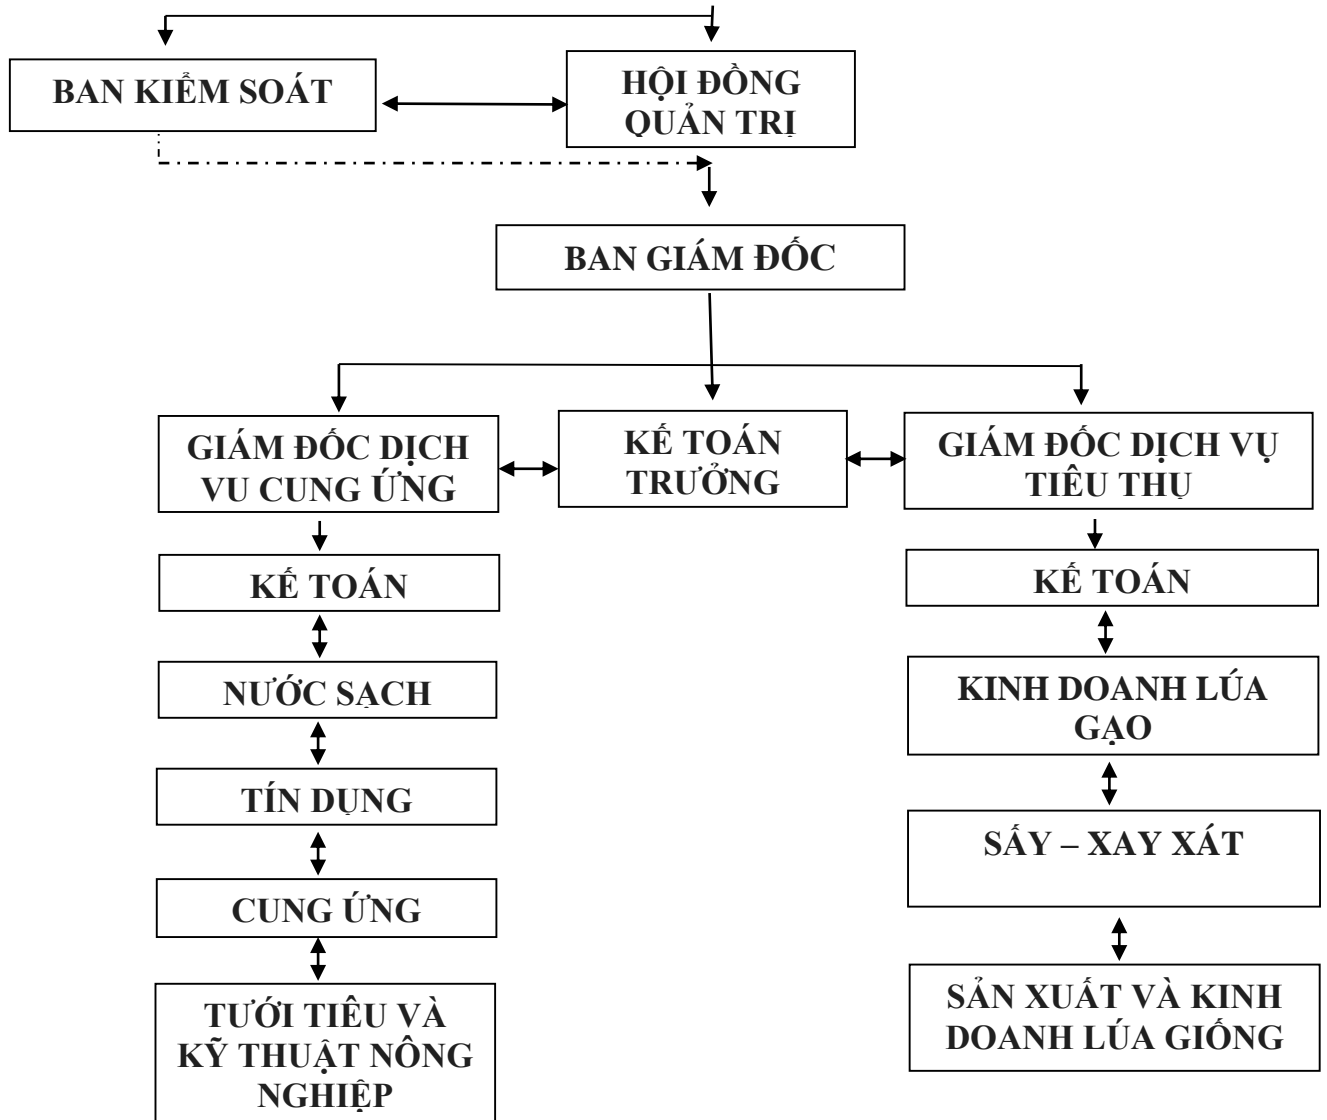 BAN KIỂM SOÁT
HỘI ĐỒNG
QUẢN TRỊ
BAN GIÁM ĐỐC
GIÁM ĐỐC DỊCH
VU CUNG ỨNG
KẾ TOÁN
TRƯỞNG
GIÁM ĐỐC DỊCH VỤ
TIÊU THỤ
KẾ TOÁN
NƯỚC SẠCH
TÍN DỤNG
CUNG ỨNG
TƯỚI TIÊU VÀ
KỸ THUẬT NÔNG
NGHIỆP
KẾ TOÁN
KINH DOANH LÚA
GẠO
SẤY – XAY XÁT
SẢN XUẤT VÀ KINH
DOANH LÚA GIỐNG